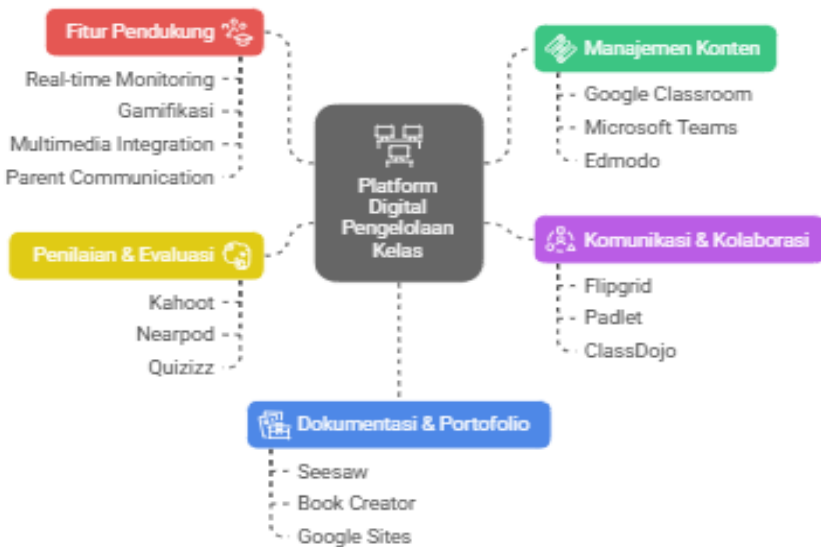 Fitur Pendukung
Real-time Monitoring
Gamifikasi
Multimedia Integration
Parent Communication
Manajemen Konten
Google Classroom
Microsoft Teams
Edmodo
Platform
Digital
Pengelolaan
Kelas
Penilaian & Evaluasi
Kahoot
Nearpod
Quizizz
Komunikasi & Kolaborasi
Flipgrid
Padlet
ClassDojo
Dokumentasi & Portofolio
Seesaw
Book Creator
Google Sites